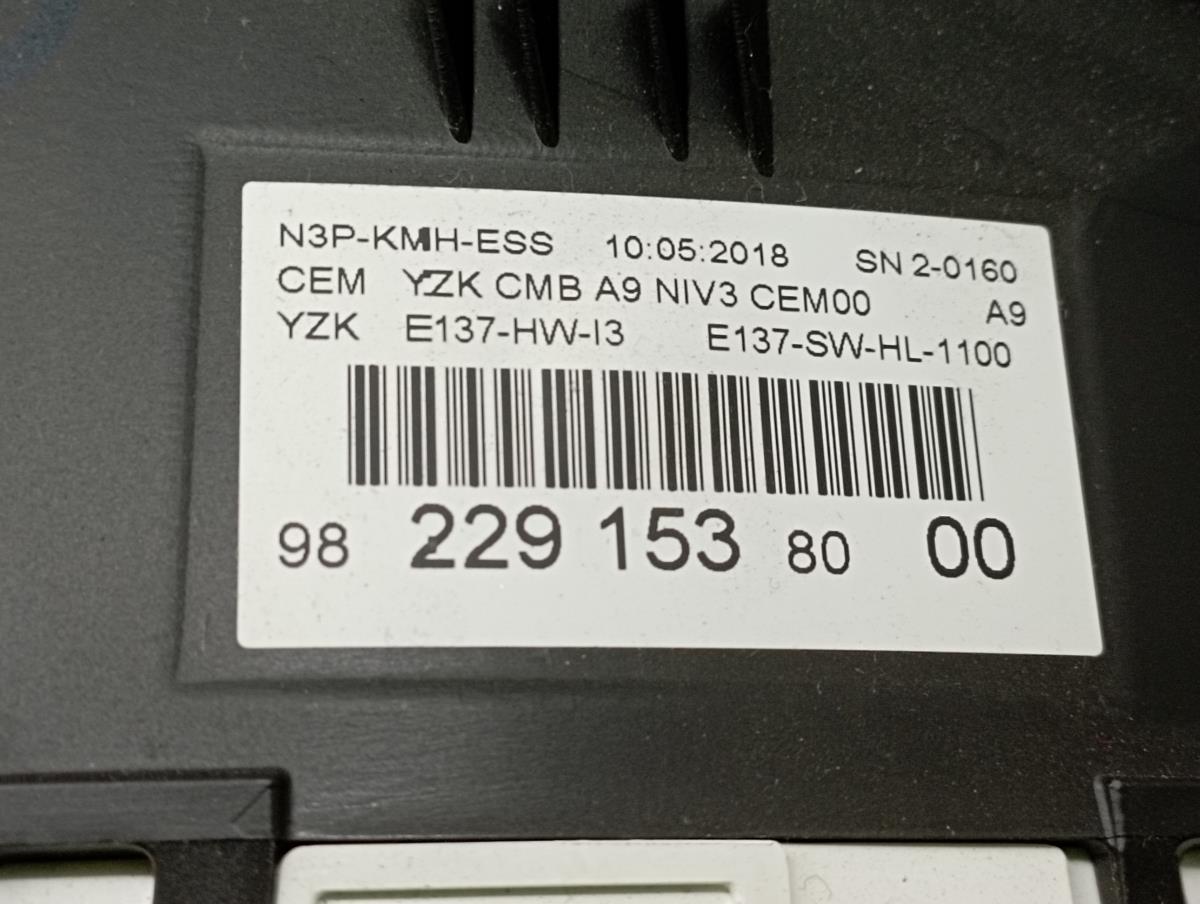 N3P-KMH-ESS 10:05:2018 SN 2-0160
CEM YZK CMB A9 NIV3 CEM00 A9
YZK E137-HW-I3 E137-SW-HL-1100
98 229 153 80 00